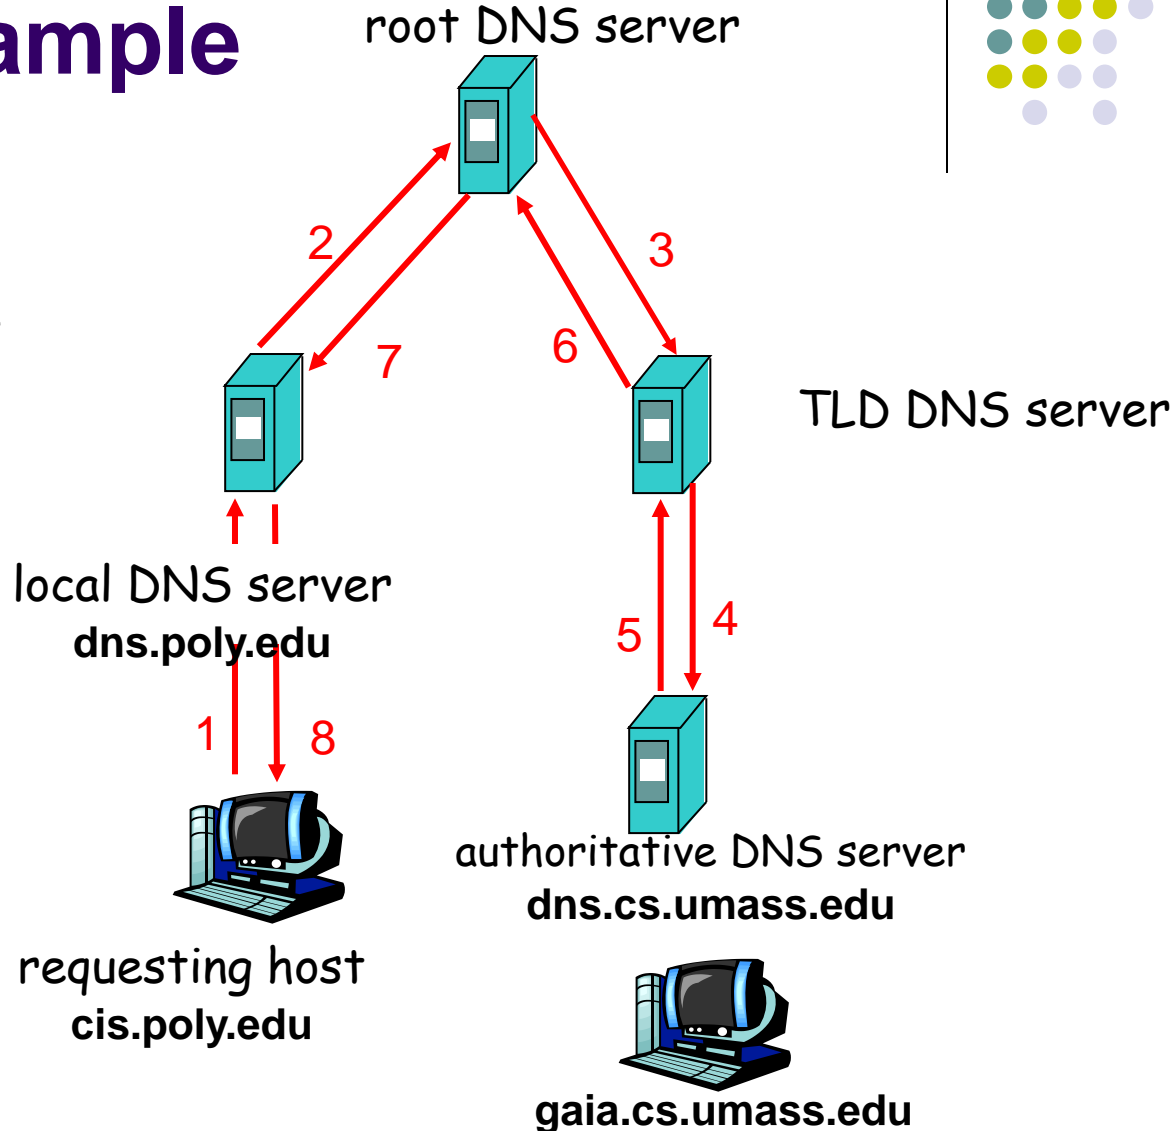 ample
root DNS server
2
3
7
6
TLD DNS server
local DNS server
dns.poly.edu
5
4
1
8
authoritative DNS server
dns.cs.umass.edu
requesting host
cis.poly.edu
gaia.cs.umass.edu